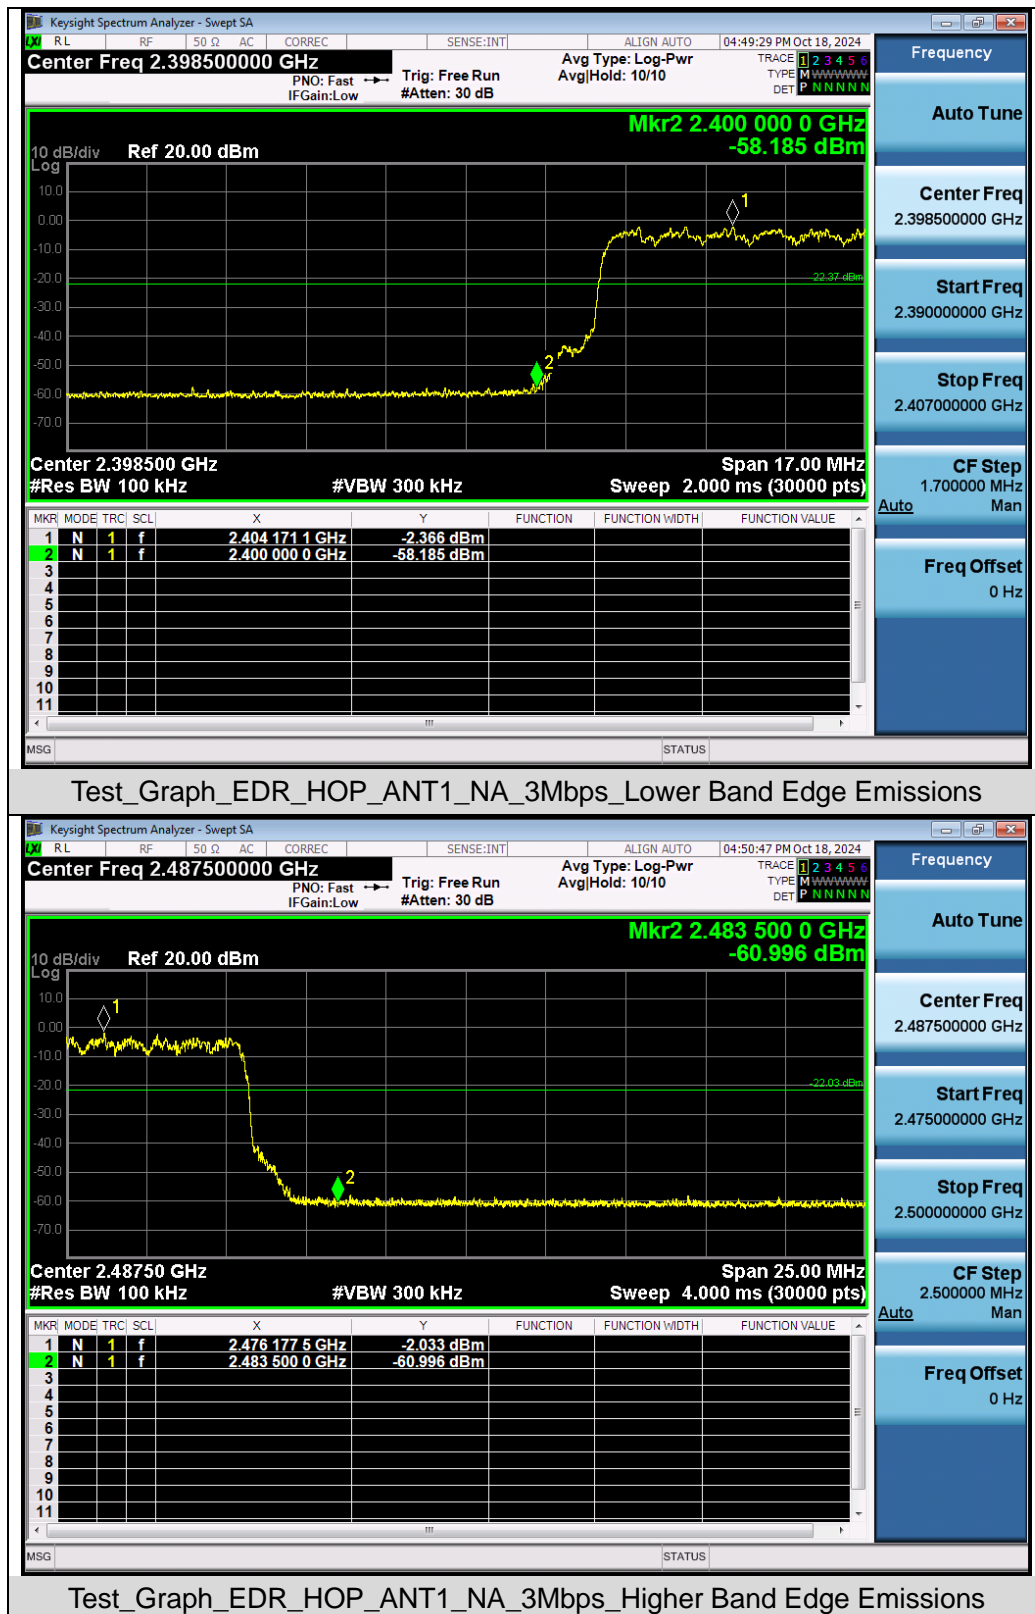 Keysight Spectrum Analyzer - Swept SA
LXI RL RF 50 Ω AC CORREC SENSE:INT ALIGN AUTO 04:49:29 PM Oct 18, 2024
Center Freq 2.398500000 GHz
PNO: Fast
IFGain:Low
Trig: Free Run
#Atten: 30 dB
Avg Type: Log-Pwr
Avg|Hold: 10/10
TRACE 1 2 3 4 5 6
TYPE M WWWWW
DET P N N N N N
Frequency
Auto Tune
Center Freq
2.398500000 GHz
Start Freq
2.390000000 GHz
Stop Freq
2.407000000 GHz
CF Step
1.700000 MHz
Auto Man
Freq Offset
0 Hz
Mkr2 2.400 000 0 GHz
-58.185 dBm
10 dB/div Ref 20.00 dBm
Log
10.0
0.00
-10.0
-20.0
-30.0
-40.0
-50.0
-60.0
-70.0
1
-22.37 dBm
2
Center 2.398500 GHz Span 17.00 MHz
#Res BW 100 kHz #VBW 300 kHz Sweep 2.000 ms (30000 pts)
MKR MODE TRC SCL X Y FUNCTION FUNCTION WIDTH FUNCTION VALUE
1 N 1 f 2.404 171 1 GHz -2.366 dBm
2 N 1 f 2.400 000 0 GHz -58.185 dBm
3
4
5
6
7
8
9
10
11
MSG STATUS
Test_Graph_EDR_HOP_ANT1_NA_3Mbps_Lower Band Edge Emissions
Keysight Spectrum Analyzer - Swept SA
LXI RL RF 50 Ω AC CORREC SENSE:INT ALIGN AUTO 04:50:47 PM Oct 18, 2024
Center Freq 2.487500000 GHz
PNO: Fast
IFGain:Low
Trig: Free Run
#Atten: 30 dB
Avg Type: Log-Pwr
Avg|Hold: 10/10
TRACE 1 2 3 4 5 6
TYPE M WWWWW
DET P N N N N N
Frequency
Auto Tune
Center Freq
2.487500000 GHz
Start Freq
2.475000000 GHz
Stop Freq
2.500000000 GHz
CF Step
2.500000 MHz
Auto Man
Freq Offset
0 Hz
Mkr2 2.483 500 0 GHz
-60.996 dBm
10 dB/div Ref 20.00 dBm
Log
10.0
0.00
-10.0
-20.0
-30.0
-40.0
-50.0
-60.0
-70.0
1
-22.03 dBm
2
Center 2.48750 GHz Span 25.00 MHz
#Res BW 100 kHz #VBW 300 kHz Sweep 4.000 ms (30000 pts)
MKR MODE TRC SCL X Y FUNCTION FUNCTION WIDTH FUNCTION VALUE
1 N 1 f 2.476 177 5 GHz -2.033 dBm
2 N 1 f 2.483 500 0 GHz -60.996 dBm
3
4
5
6
7
8
9
10
11
MSG STATUS
Test_Graph_EDR_HOP_ANT1_NA_3Mbps_Higher Band Edge Emissions